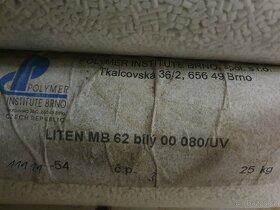 POLYMER INSTITUTE BRNO, spol. s r.o.
Tkalcovská 36/2, 656 49 Brno
POLYMER
INSTITUTE BRNO
CZECH REPUBLIC
LITEN MB 62 bílý 00 080/UV
-54
č p.
25 kg